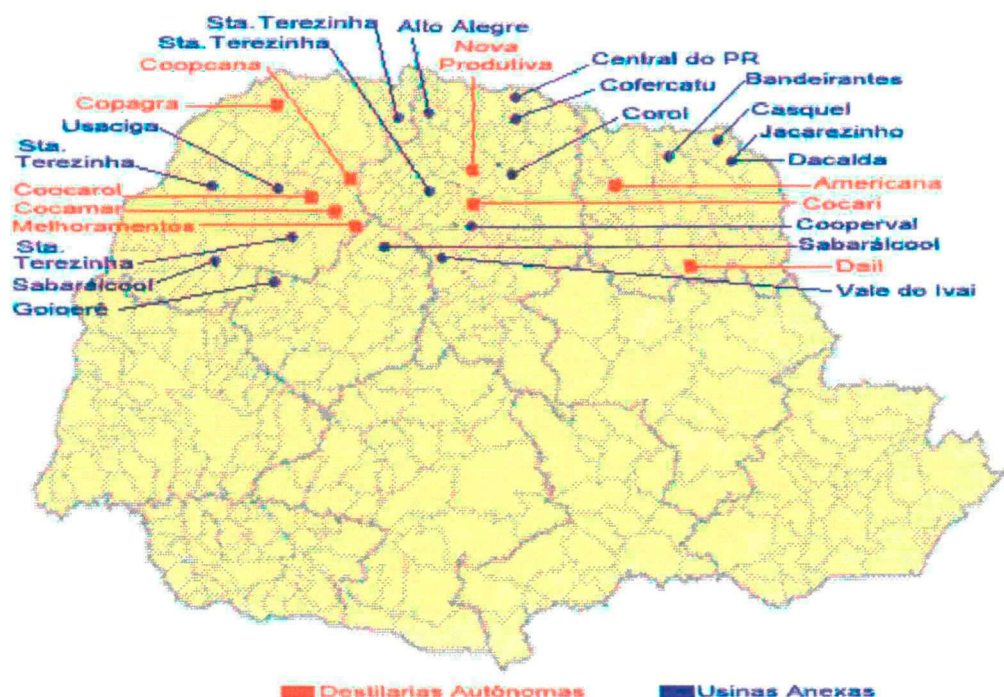 Sta. Terezinha
Sta. Terezinha
Coopcana
Alto Alegre
Nova
Produtiva
Central do PR
Cofercatu
Bandeirantes
Copagra
Usaciga
Corol
Casquel
Jacarezinho
Dacalda
Sta.
Terezinha
Coocarol
Cocamar
Melhoramentos
Americana
Cocari
Cooperval
Sabarálcool
Dail
Vale do Ivai
Sta.
Terezinha
Sabarálcool
Goioerê
Destilarias Autônomas
Usinas Anexas